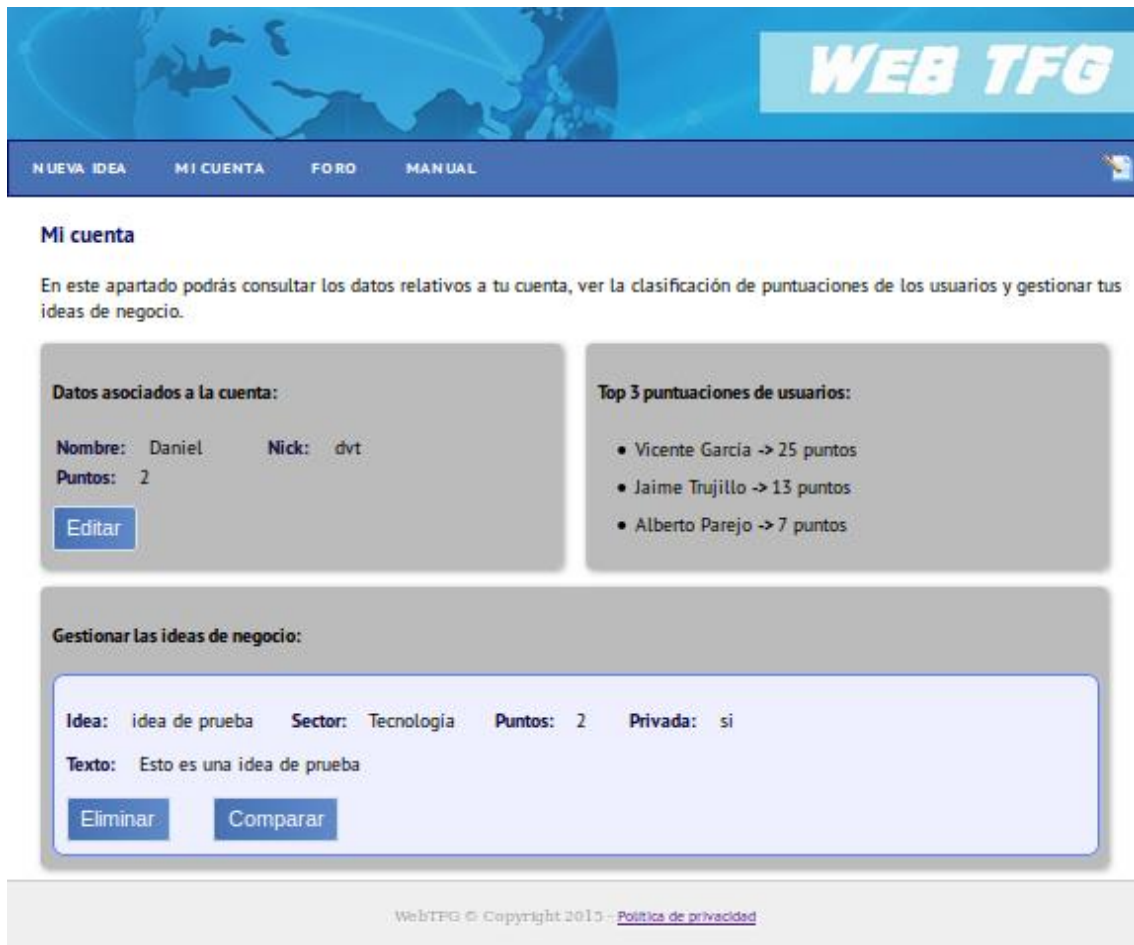 WEB TFG
NUEVA IDEA MI CUENTA FORO MANUAL
Mi cuenta
En este apartado podrás consultar los datos relativos a tu cuenta, ver la clasificación de puntuaciones de los usuarios y gestionar tus
ideas de negocio.
Datos asociados a la cuenta:
Nombre: Daniel Nick: dvt
Puntos: 2
Editar
Top 3 puntuaciones de usuarios:
• Vicente García -> 25 puntos
• Jaime Trujillo -> 13 puntos
• Alberto Parejo -> 7 puntos
Gestionar las ideas de negocio:
Idea: idea de prueba Sector: Tecnología Puntos: 2 Privada: si
Texto: Esto es una idea de prueba
Eliminar Comparar
WebTFG © Copyright 2015 - Política de privacidad